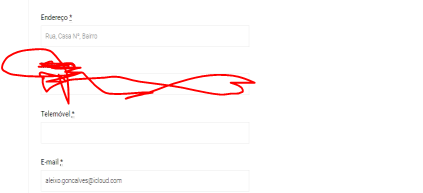 Endereço *
Rua, Casa Nº, Bairro
Telemóvel *
E-mail *
aleixo.goncalves@icloud.com